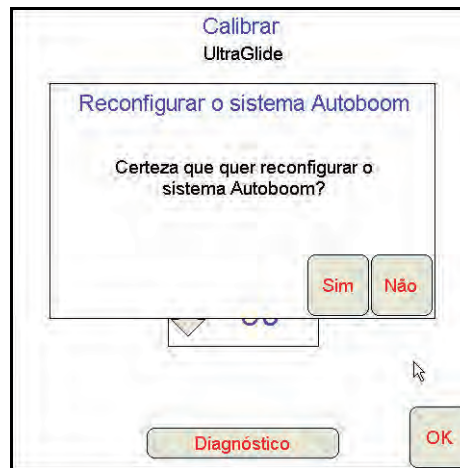 Calibrar
UltraGlide
Reconfigurar o sistema Autoboom
Certeza que quer reconfigurar o
sistema Autoboom?
Sim
Não
Diagnóstico
OK